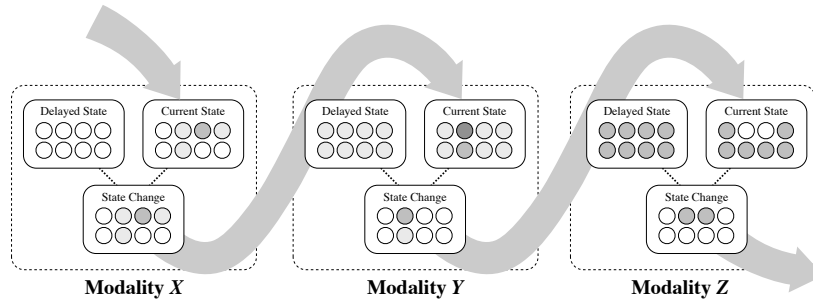 Delayed State
Current State
State Change
Modality X
Delayed State
Current State
State Change
Modality Y
Delayed State
Current State
State Change
Modality Z